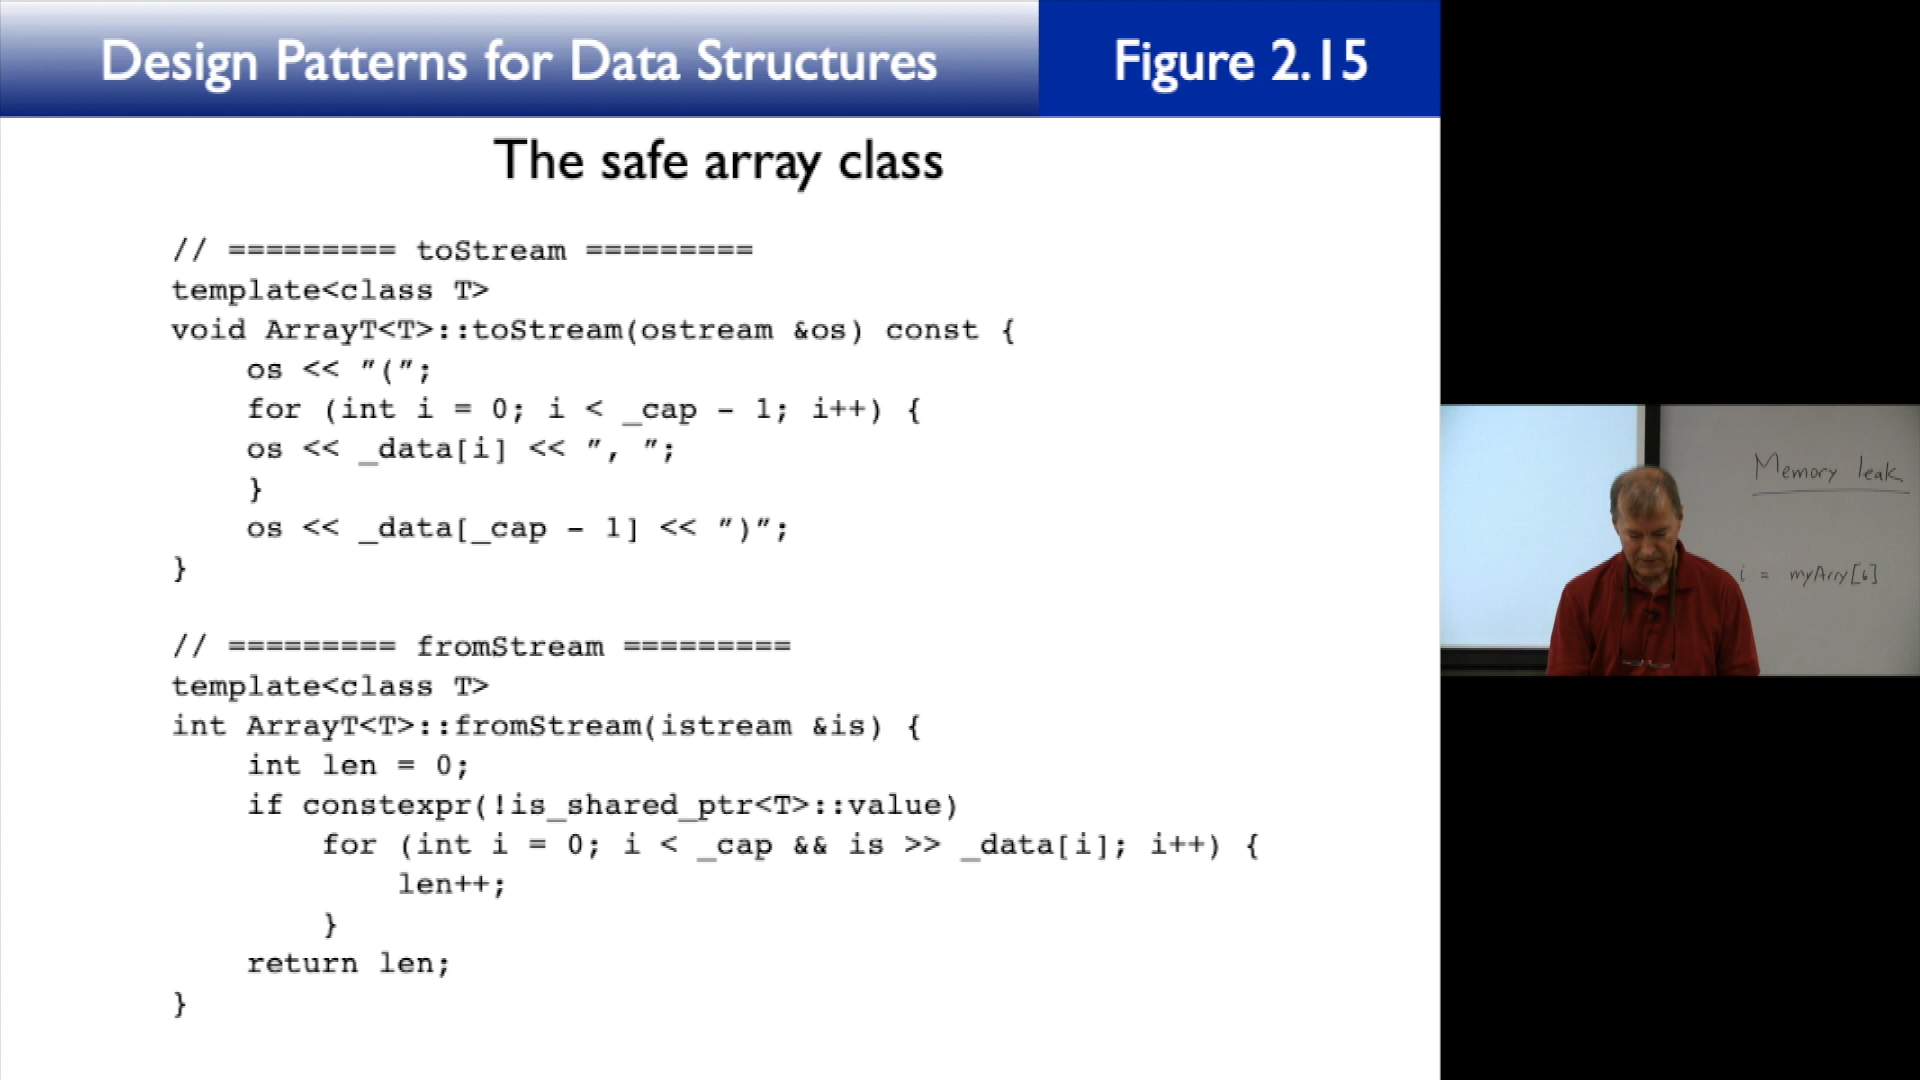 Design Patterns for Data Structures
Figure 2.15
The safe array class
// ========= toStream =========
template<class T>
void ArrayT<T>::toStream(ostream &os) const {
os << "(";
for (int i = 0; i < _cap - 1; i++) {
os << _data[i] << ", ";
}
os << _data[_cap - 1] << ")";
}
// ========= fromStream =========
template<class T>
int ArrayT<T>::fromStream(istream &is) {
int len = 0;
if constexpr(!is_shared_ptr<T>::value)
for (int i = 0; i < _cap && is >> _data[i]; i++) {
len++;
}
return len;
}
Memory leak
i = myArry[6]